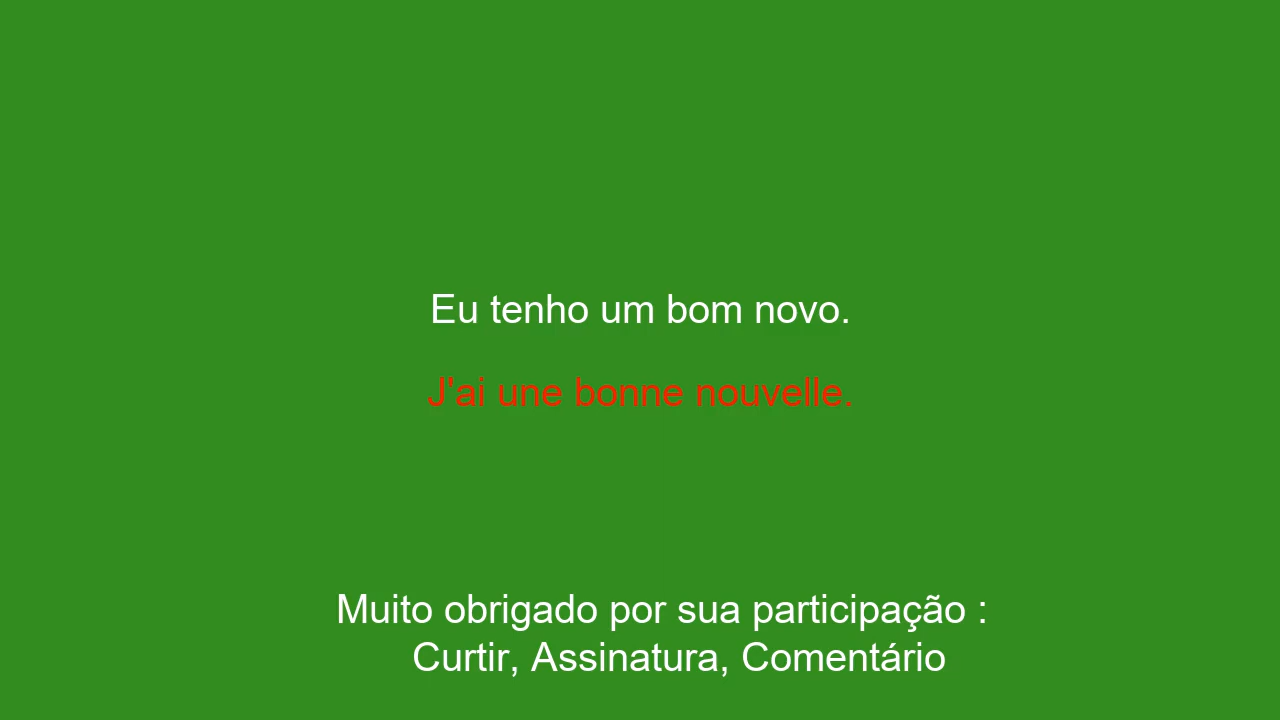 Eu tenho um bom novo.
J'ai une bonne nouvelle.
Muito obrigado por sua participação :
Curtir, Assinatura, Comentário